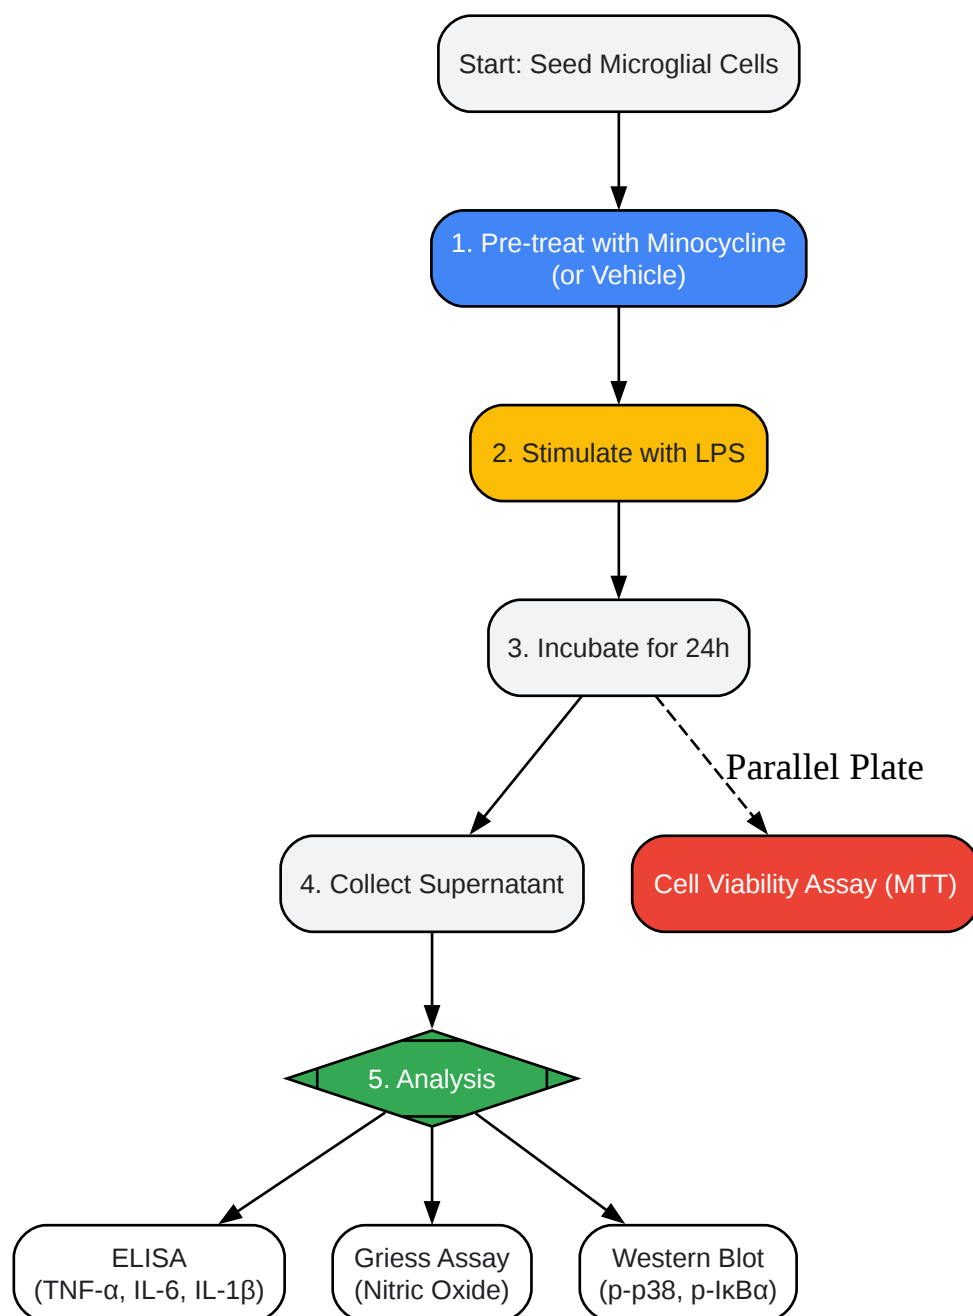 Start: Seed Microglial Cells
1. Pre-treat with Minocycline
(or Vehicle)
2. Stimulate with LPS
3. Incubate for 24h
Parallel Plate
4. Collect Supernatant
Cell Viability Assay (MTT)
5. Analysis
ELISA
(TNF-α, IL-6, IL-1β)
Griess Assay
(Nitric Oxide)
Western Blot
(p-p38, p-IκBα)